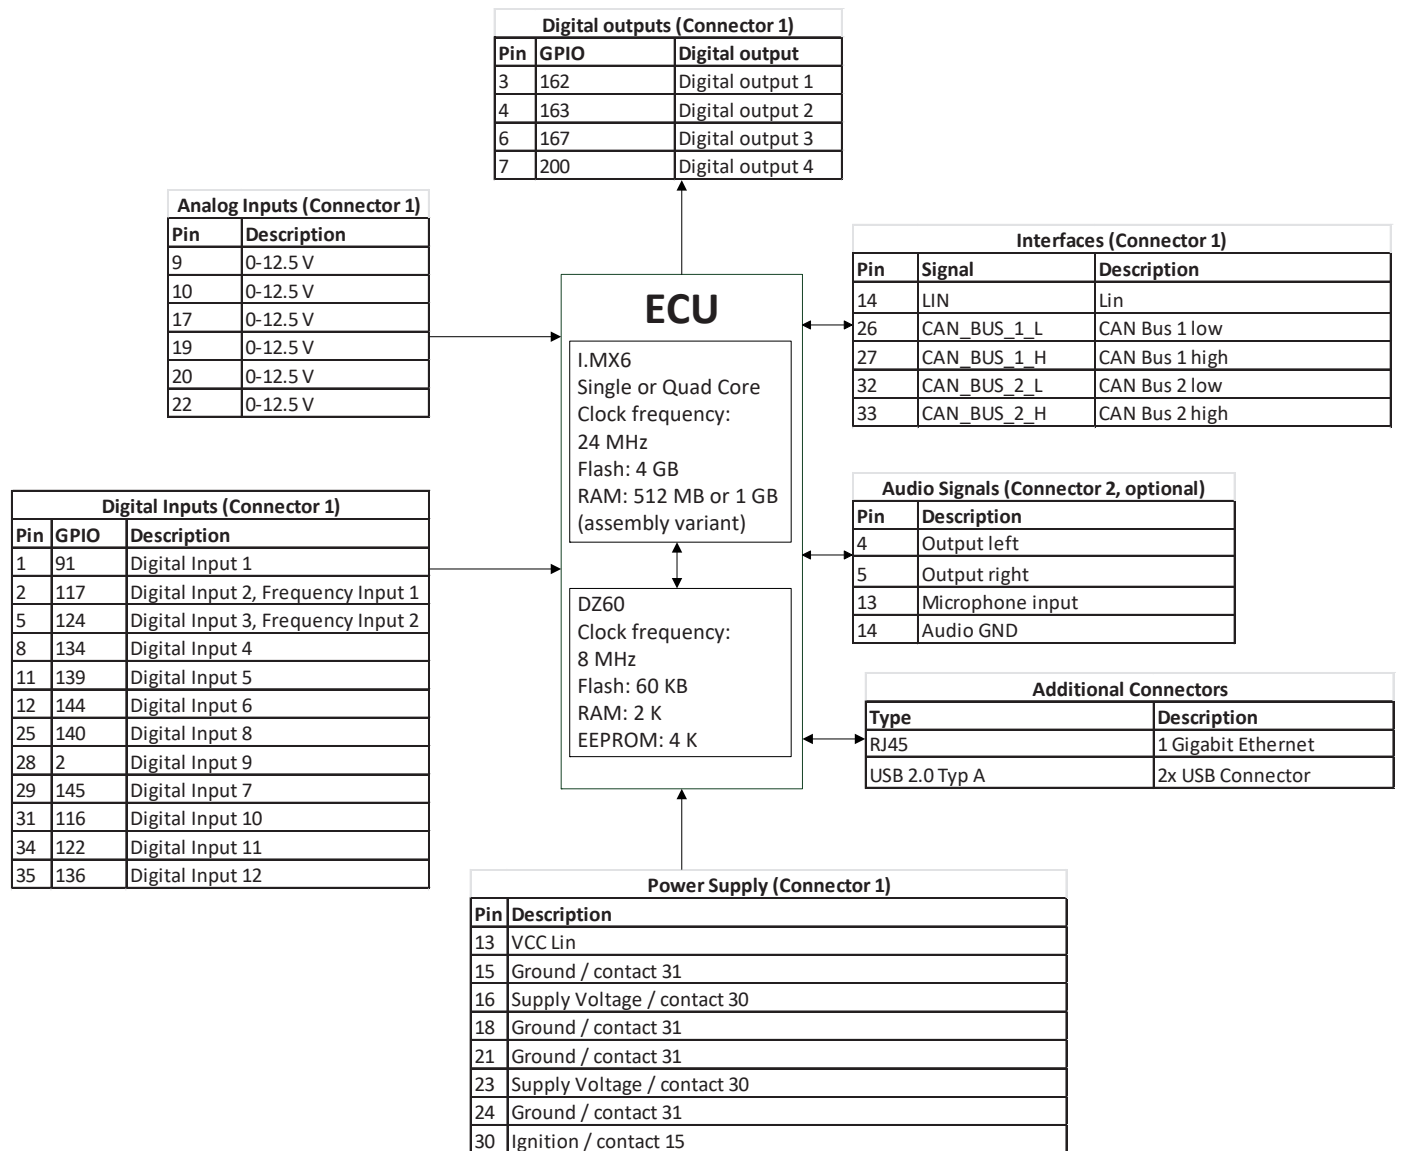 Digital outputs (Connector 1)
Pin GPIO Digital output
3 162 Digital output 1
4 163 Digital output 2
6 167 Digital output 3
7 200 Digital output 4
Analog Inputs (Connector 1)
Pin Description
9 0-12.5 V
10 0-12.5 V
17 0-12.5 V
19 0-12.5 V
20 0-12.5 V
22 0-12.5 V
Digital Inputs (Connector 1)
Pin GPIO Description
1 91 Digital Input 1
2 117 Digital Input 2, Frequency Input 1
5 124 Digital Input 3, Frequency Input 2
8 134 Digital Input 4
11 139 Digital Input 5
12 144 Digital Input 6
25 140 Digital Input 8
28 2 Digital Input 9
29 145 Digital Input 7
31 116 Digital Input 10
34 122 Digital Input 11
35 136 Digital Input 12
ECU
I.MX6
Single or Quad Core
Clock frequency:
24 MHz
Flash: 4 GB
RAM: 512 MB or 1 GB
(assembly variant)
DZ60
Clock frequency:
8 MHz
Flash: 60 KB
RAM: 2 K
EEPROM: 4 K
Interfaces (Connector 1)
Pin Signal Description
14 LIN Lin
26 CAN_BUS_1_L CAN Bus 1 low
27 CAN_BUS_1_H CAN Bus 1 high
32 CAN_BUS_2_L CAN Bus 2 low
33 CAN_BUS_2_H CAN Bus 2 high
Audio Signals (Connector 2, optional)
Pin Description
4 Output left
5 Output right
13 Microphone input
14 Audio GND
Additional Connectors
Type Description
RJ45 1 Gigabit Ethernet
USB 2.0 Typ A 2x USB Connector
Power Supply (Connector 1)
Pin Description
13 VCC Lin
15 Ground / contact 31
16 Supply Voltage / contact 30
18 Ground / contact 31
21 Ground / contact 31
23 Supply Voltage / contact 30
24 Ground / contact 31
30 Ignition / contact 15